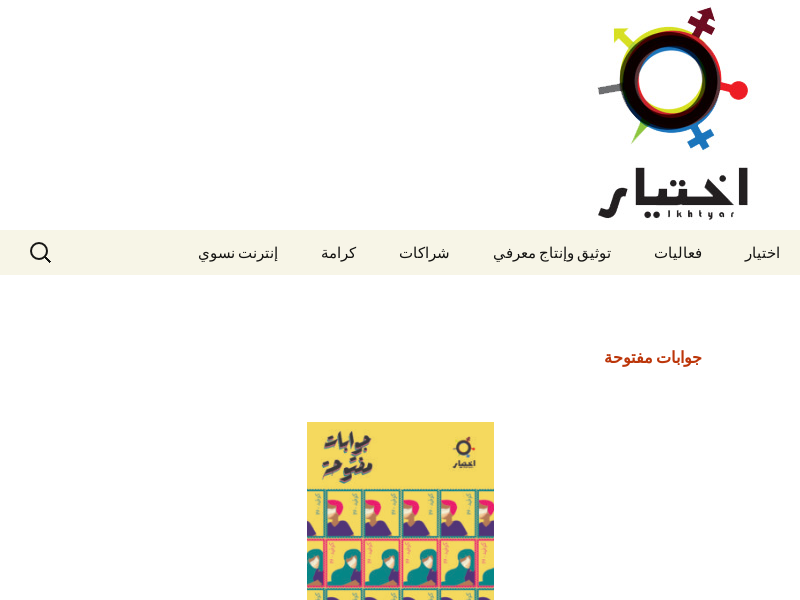 اختيار
Ikhtyar
اختيار
فعاليات
توثيق وإنتاج معرفي
شراكات
كرامة
إنترنت نسوي
جوابات مفتوحة
جوابات
مفتوحة
اختيار